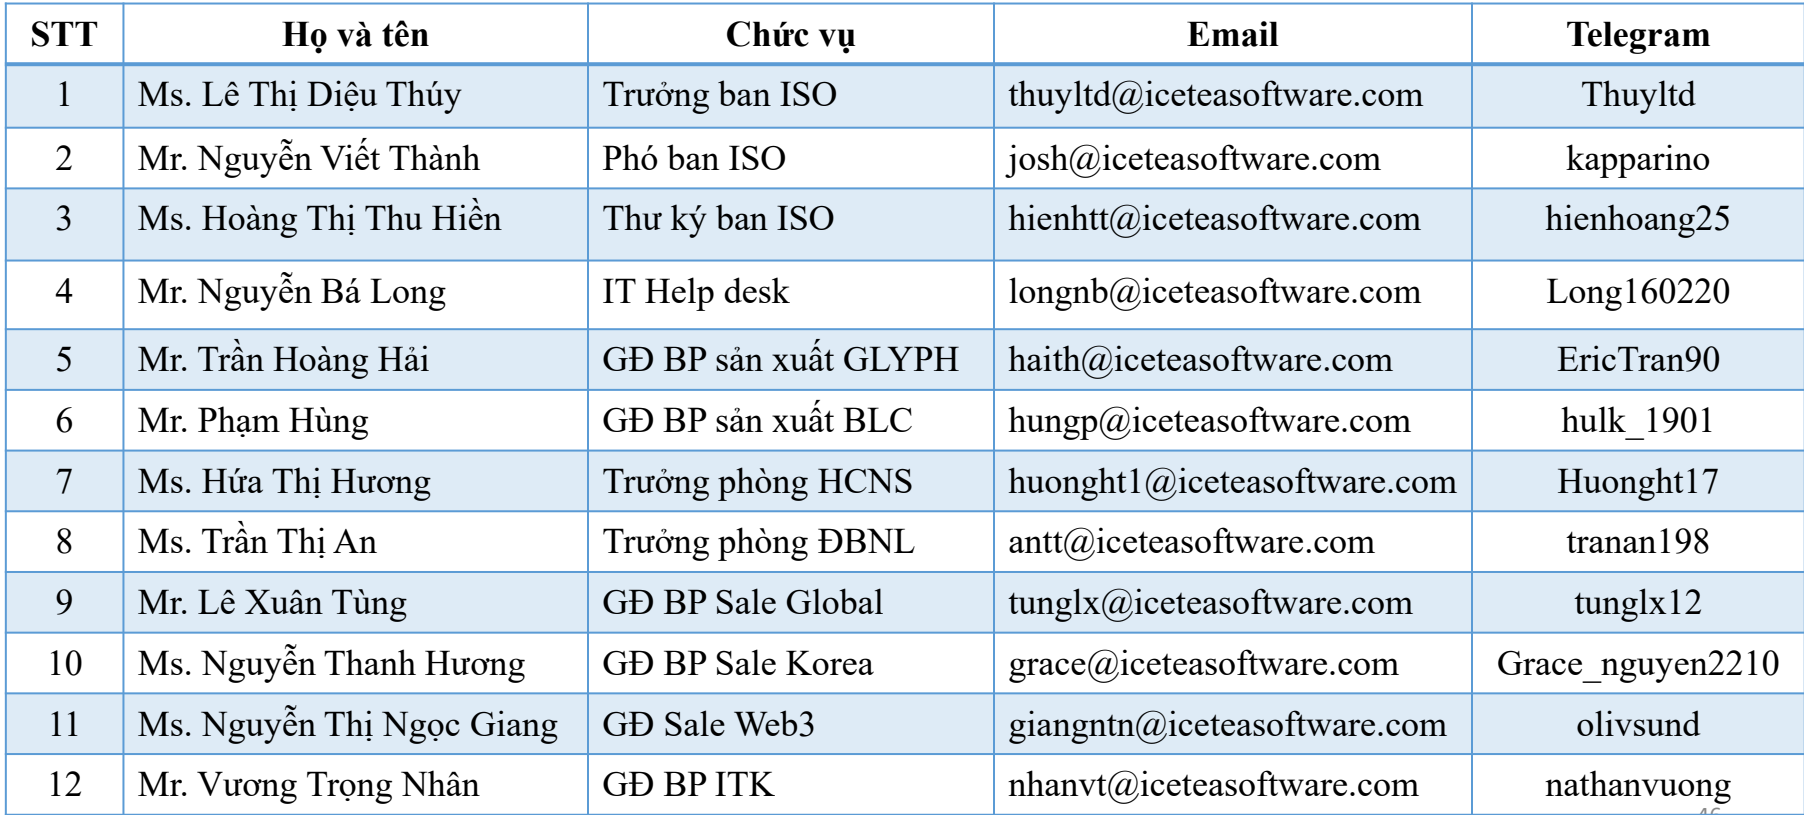 STT Họ và tên Chức vụ Email Telegram
1 Ms. Lê Thị Diệu Thúy Trưởng ban ISO thuyltd@iceteasoftware.com Thuyltd
2 Mr. Nguyễn Viết Thành Phó ban ISO josh@iceteasoftware.com kapparino
3 Ms. Hoàng Thị Thu Hiền Thư ký ban ISO hienhtt@iceteasoftware.com hienhoang25
4 Mr. Nguyễn Bá Long IT Help desk longnb@iceteasoftware.com Long160220
5 Mr. Trần Hoàng Hải GĐ BP sản xuất GLYPH haith@iceteasoftware.com EricTran90
6 Mr. Phạm Hùng GĐ BP sản xuất BLC hungp@iceteasoftware.com hulk_1901
7 Ms. Hứa Thị Hương Trưởng phòng HCNS huonght1@iceteasoftware.com Huonght17
8 Ms. Trần Thị An Trưởng phòng ĐBNL antt@iceteasoftware.com tranan198
9 Mr. Lê Xuân Tùng GĐ BP Sale Global tunglx@iceteasoftware.com tunglx12
10 Ms. Nguyễn Thanh Hương GĐ BP Sale Korea grace@iceteasoftware.com Grace_nguyen2210
11 Ms. Nguyễn Thị Ngọc Giang GĐ Sale Web3 giangntn@iceteasoftware.com olivsund
12 Mr. Vương Trọng Nhân GĐ BP ITK nhanvt@iceteasoftware.com nathanvuong